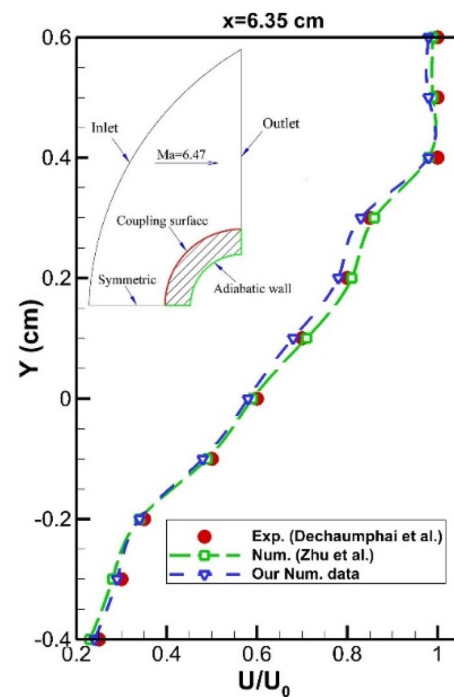 x=6.35 cm
0.6
Inlet
Outlet
Ma=6.47
0.4
Coupling surface
0.2
Symmetric
Adiabatic wall
Y (cm)
0
-0.2
Exp. (Dechaumphai et al.)
Num. (Zhu et al.)
Our Num. data
-0.4
0.2
0.4
0.6
0.8
1
U/U₀